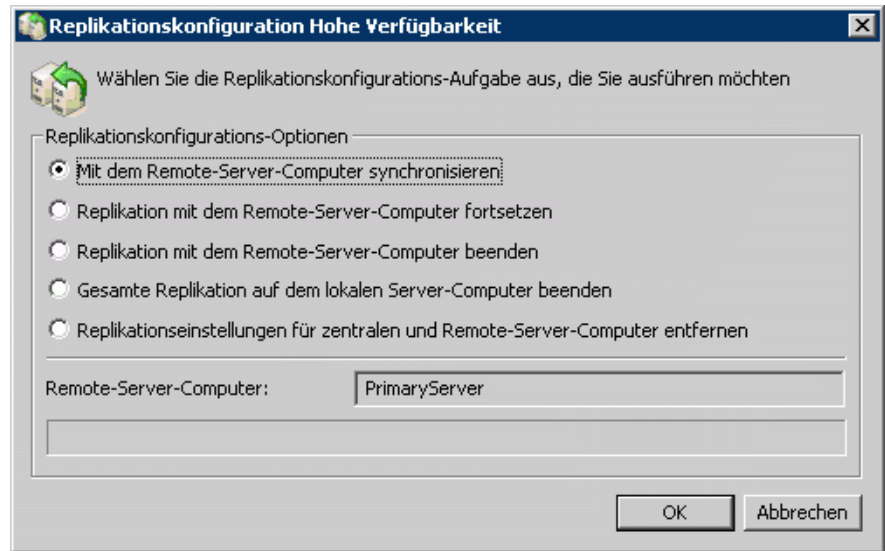 Replikationskonfiguration Hohe Verfügbarkeit
Wählen Sie die Replikationskonfigurations-Aufgabe aus, die Sie ausführen möchten
Replikationskonfigurations-Optionen
Mit dem Remote-Server-Computer synchronisieren
Replikation mit dem Remote-Server-Computer fortsetzen
Replikation mit dem Remote-Server-Computer beenden
Gesamte Replikation auf dem lokalen Server-Computer beenden
Replikationseinstellungen für zentralen und Remote-Server-Computer entfernen
Remote-Server-Computer: PrimaryServer
OK Abbrechen